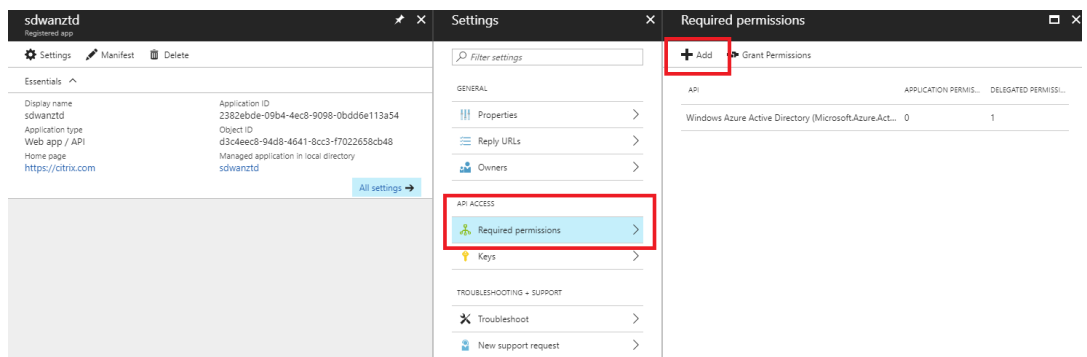 sdwanztd
Registered app
Settings Manifest Delete
Essentials
Display name
sdwanztd
Application type
Web app / API
Home page
https://citrix.com
Application ID
2382ebde-09b4-4ec8-9098-0bdd6e113a54
Object ID
d3c4eec8-94d8-4641-8cc3-f7022658cb48
Managed application in local directory
sdwanztd
All settings
Settings
Filter settings
GENERAL
Properties
Reply URLs
Owners
API ACCESS
Required permissions
Keys
TROUBLESHOOTING + SUPPORT
Troubleshoot
New support request
Required permissions
Add Grant Permissions
API APPLICATION PERMIS... DELEGATED PERMISSI...
Windows Azure Active Directory (Microsoft.Azure.Act... 0 1